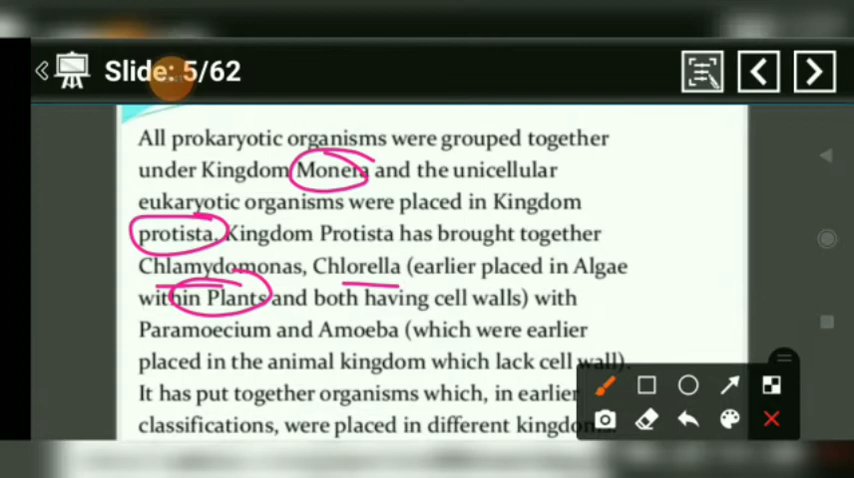 Slide: 5/62
All prokaryotic organisms were grouped together
under Kingdom Monera and the unicellular
eukaryotic organisms were placed in Kingdom
protista. Kingdom Protista has brought together
Chlamydomonas, Chlorella (earlier placed in Algae
within Plants and both having cell walls) with
Paramoecium and Amoeba (which were earlier
placed in the animal kingdom which lack cell wall).
It has put together organisms which, in earlier
classifications, were placed in different kingdoms.